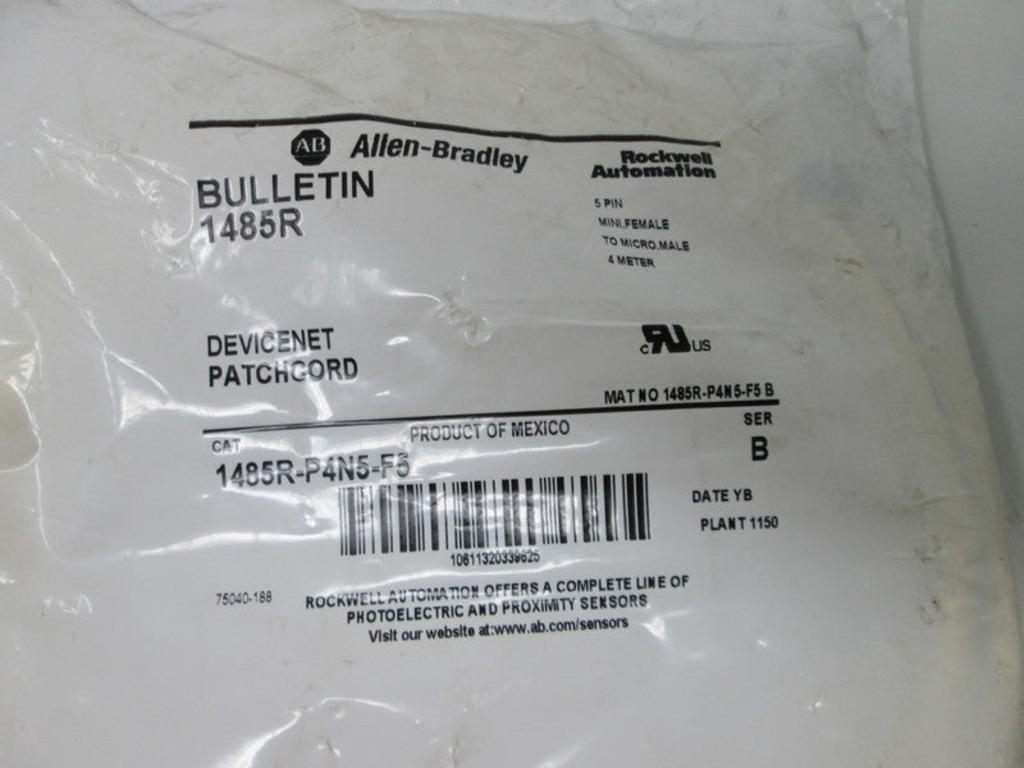 AB Allen-Bradley
Rockwell
Automation
BULLETIN
1485R
5 PIN
MINI,FEMALE
TO MICRO,MALE
4 METER
DEVICENET
PATCHCORD
c RU US
MAT NO 1485R-P4N5-F5 B
CAT
PRODUCT OF MEXICO
SER
1485R-P4N5-F5
B
DATE YB
PLANT 1150
10611320339625
75040-188
ROCKWELL AUTOMATION OFFERS A COMPLETE LINE OF
PHOTOELECTRIC AND PROXIMITY SENSORS
Visit our website at:www.ab.com/sensors